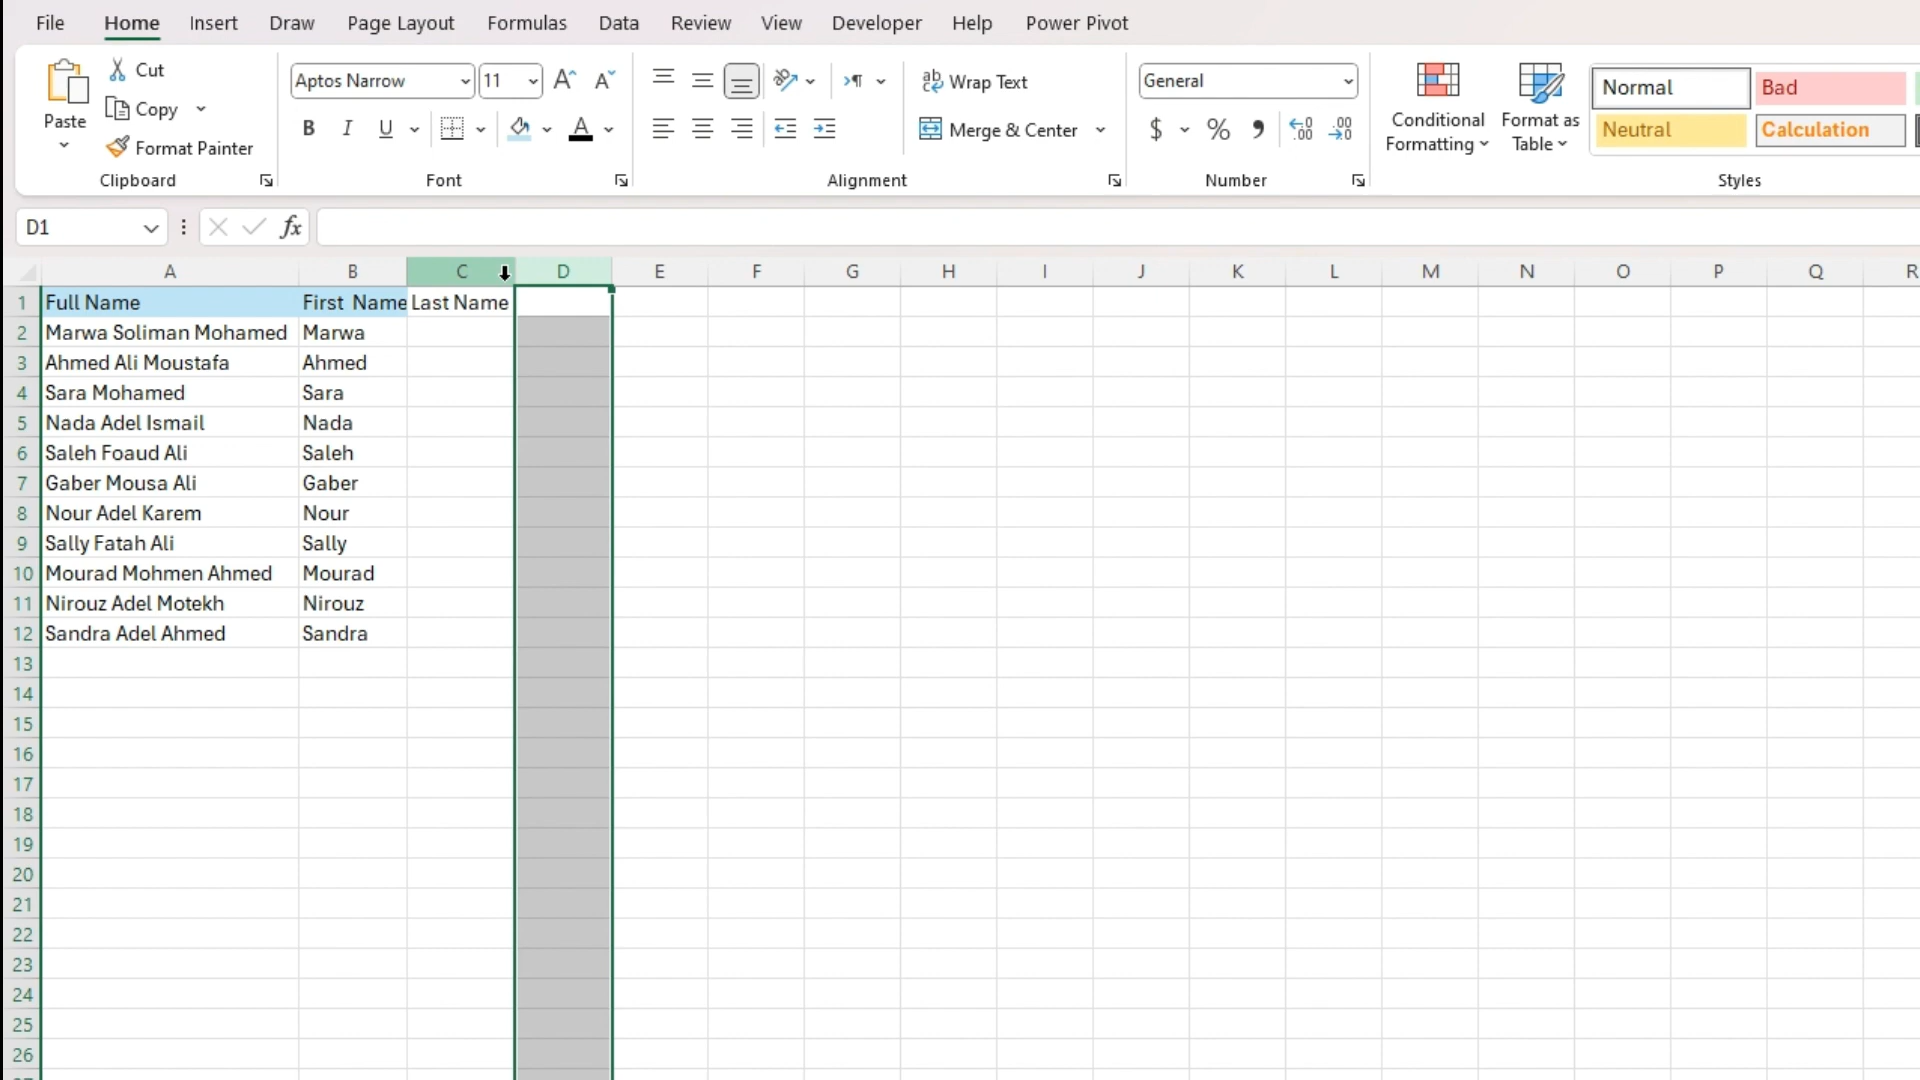 File Home Insert Draw Page Layout Formulas Data Review View Developer Help Power Pivot
Paste
Cut
Copy
Format Painter
Clipboard
Aptos Narrow 11
B I U A
Font
Wrap Text
Merge & Center
Alignment
General
$ % 9
Number
Conditional Formatting
Format as Table
Normal Bad
Neutral Calculation
Styles
D1 fx
A B C D E F G H I J K L M N O P Q R
1 Full Name First Name Last Name
2 Marwa Soliman Mohamed Marwa
3 Ahmed Ali Moustafa Ahmed
4 Sara Mohamed Sara
5 Nada Adel Ismail Nada
6 Saleh Foaud Ali Saleh
7 Gaber Mousa Ali Gaber
8 Nour Adel Karem Nour
9 Sally Fatah Ali Sally
10 Mourad Mohmen Ahmed Mourad
11 Nirouz Adel Motekh Nirouz
12 Sandra Adel Ahmed Sandra
13
14
15
16
17
18
19
20
21
22
23
24
25
26